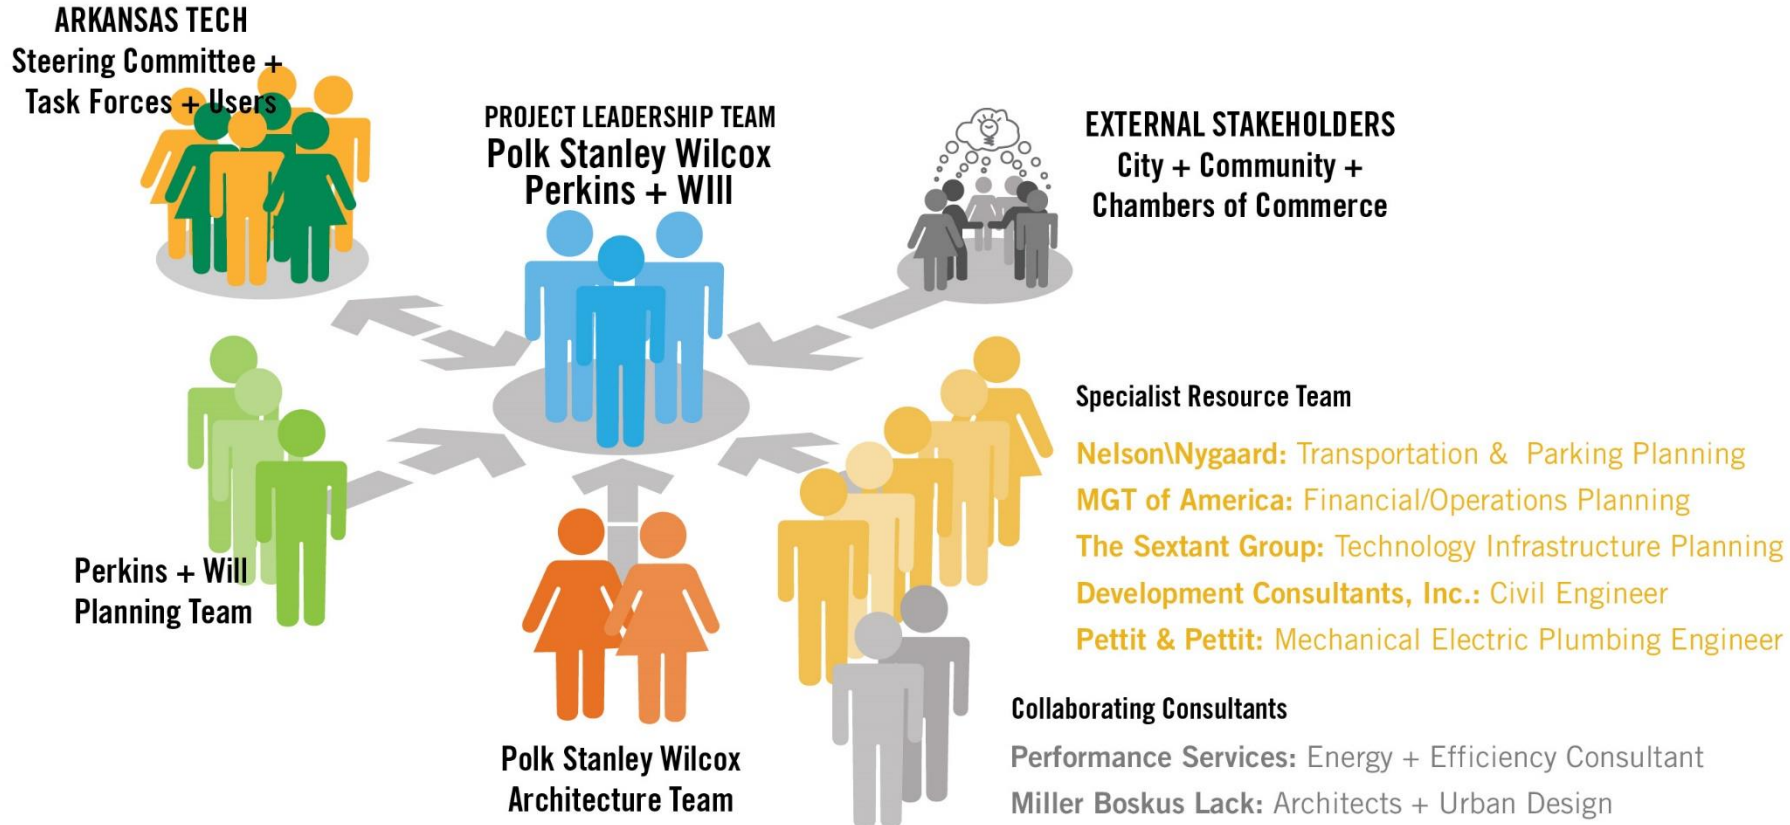 ARKANSAS TECH
Steering Committee +
Task Forces + Users
PROJECT LEADERSHIP TEAM
Polk Stanley Wilcox
Perkins + WIll
EXTERNAL STAKEHOLDERS
City + Community +
Chambers of Commerce
Perkins + Will
Planning Team
Polk Stanley Wilcox
Architecture Team
Specialist Resource Team
Nelson\Nygaard: Transportation & Parking Planning
MGT of America: Financial/Operations Planning
The Sextant Group: Technology Infrastructure Planning
Development Consultants, Inc.: Civil Engineer
Pettit & Pettit: Mechanical Electric Plumbing Engineer
Collaborating Consultants
Performance Services: Energy + Efficiency Consultant
Miller Boskus Lack: Architects + Urban Design